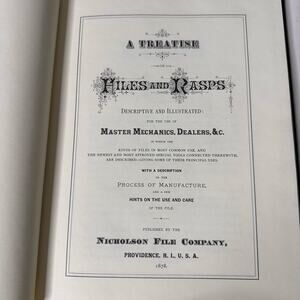 A TREATISE
ON
FILES AND RASPS
DESCRIPTIVE AND ILLUSTRATED:
FOR THE USE OF
MASTER MECHANICS, DEALERS, &C.
IN WHICH THE
KINDS OF FILES IN MOST COMMON USE, AND
THE NEWEST AND MOST APPROVED SPECIAL TOOLS CONNECTED THEREWITH,
ARE DESCRIBED—GIVING SOME OF THEIR PRINCIPAL USES.
WITH A DESCRIPTION
OF THE
PROCESS OF MANUFACTURE,
AND A FEW
HINTS ON THE USE AND CARE
OF THE FILE.
PUBLISHED BY THE
NICHOLSON FILE COMPANY,
PROVIDENCE, R. I., U. S. A.
1878.